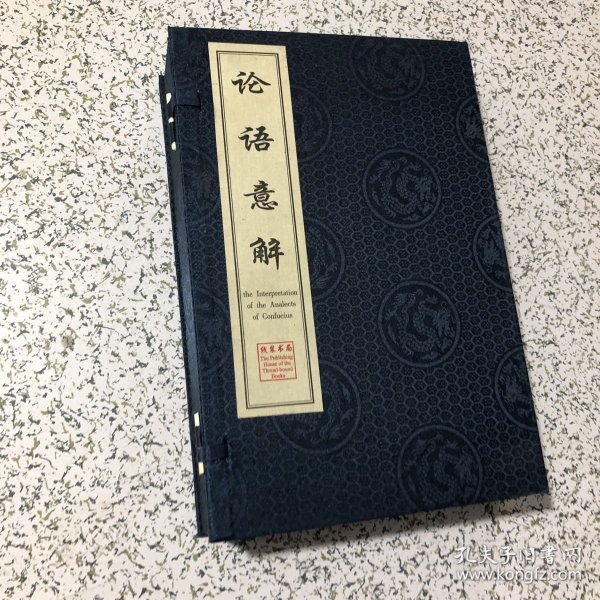 论语意解
the Interpretation
of the Analects
of Confucius
线装书局
The Publishing
House of the
Thread-bound
Books
孔夫子旧書网
www.kongfz.com